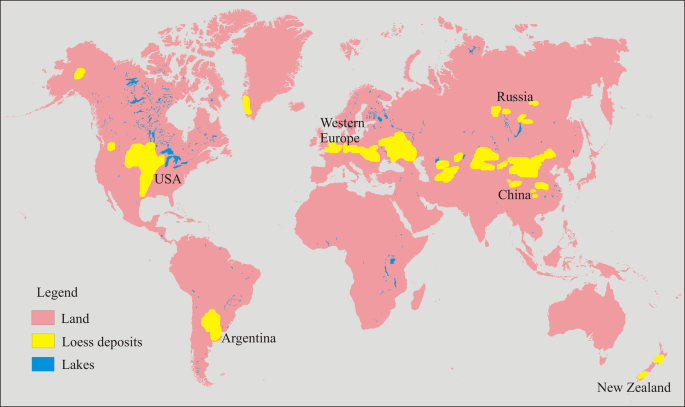 Russia
Western
Europe
USA
China
Legend
Land
Loess deposits
Lakes
Argentina
New Zealand